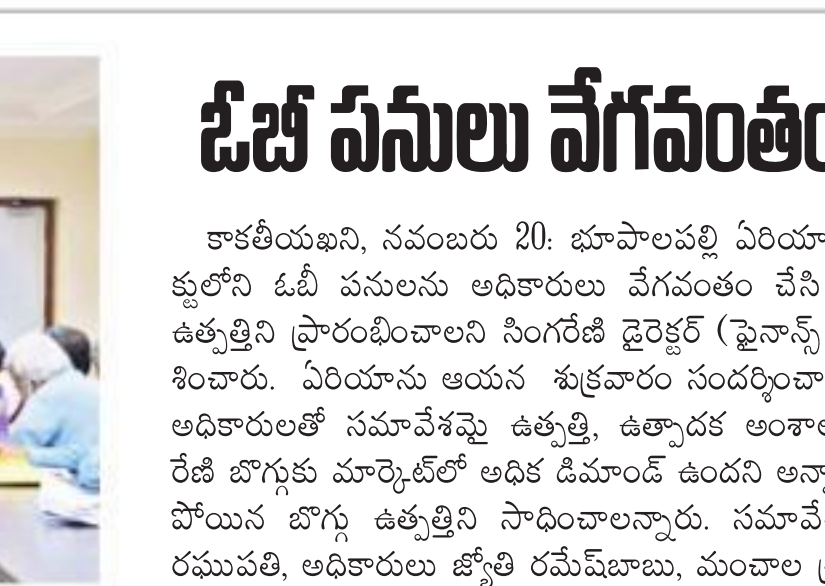 ఓబీ పనులు వేగవంతం
కాకతీయఖని, నవంబరు 20: భూపాలపల్లి ఏరియా
క్టులోని ఓబీ పనులను అధికారులు వేగవంతం చేసి
ఉత్పత్తిని ప్రారంభించాలని సింగరేణి డైరెక్టర్ (ఫైనాన్స్
శించారు. ఏరియాను ఆయన శుక్రవారం సందర్శించా
అధికారులతో సమావేశమై ఉత్పత్తి, ఉత్పాదక అంశాల
రేణి బొగ్గుకు మార్కెట్‌లో అధిక డిమాండ్ ఉందని అన్నా
పోయిన బొగ్గు ఉత్పత్తిని సాధించాలన్నారు. సమావే
రఘుపతి, అధికారులు జ్యోతి రమేష్‌బాబు, మంచాల